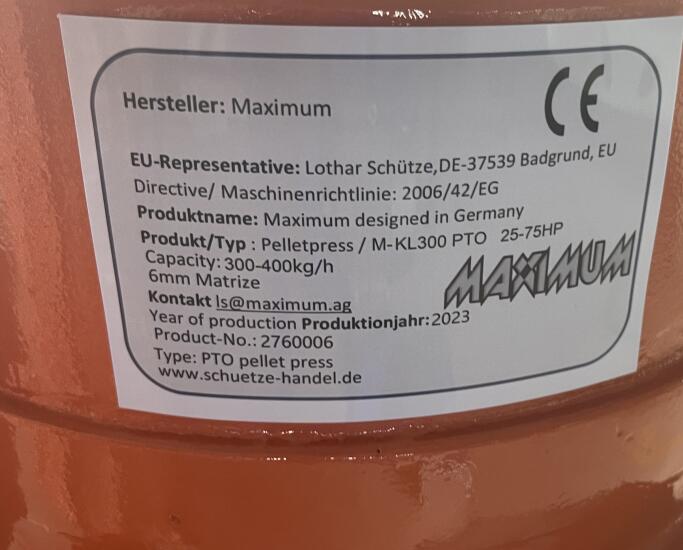 Hersteller: Maximum
CE
EU-Representative: Lothar Schütze,DE-37539 Badgrund, EU
Directive/ Maschinenrichtlinie: 2006/42/EG
Produktname: Maximum designed in Germany
Produkt/Typ : Pelletpress / M-KL300 PTO 25-75HP
Capacity: 300-400kg/h
6mm Matrize
MAXIMUM
Kontakt ls@maximum.ag
Year of production Produktionjahr:2023
Product-No.: 2760006
Type: PTO pellet press
www.schuetze-handel.de